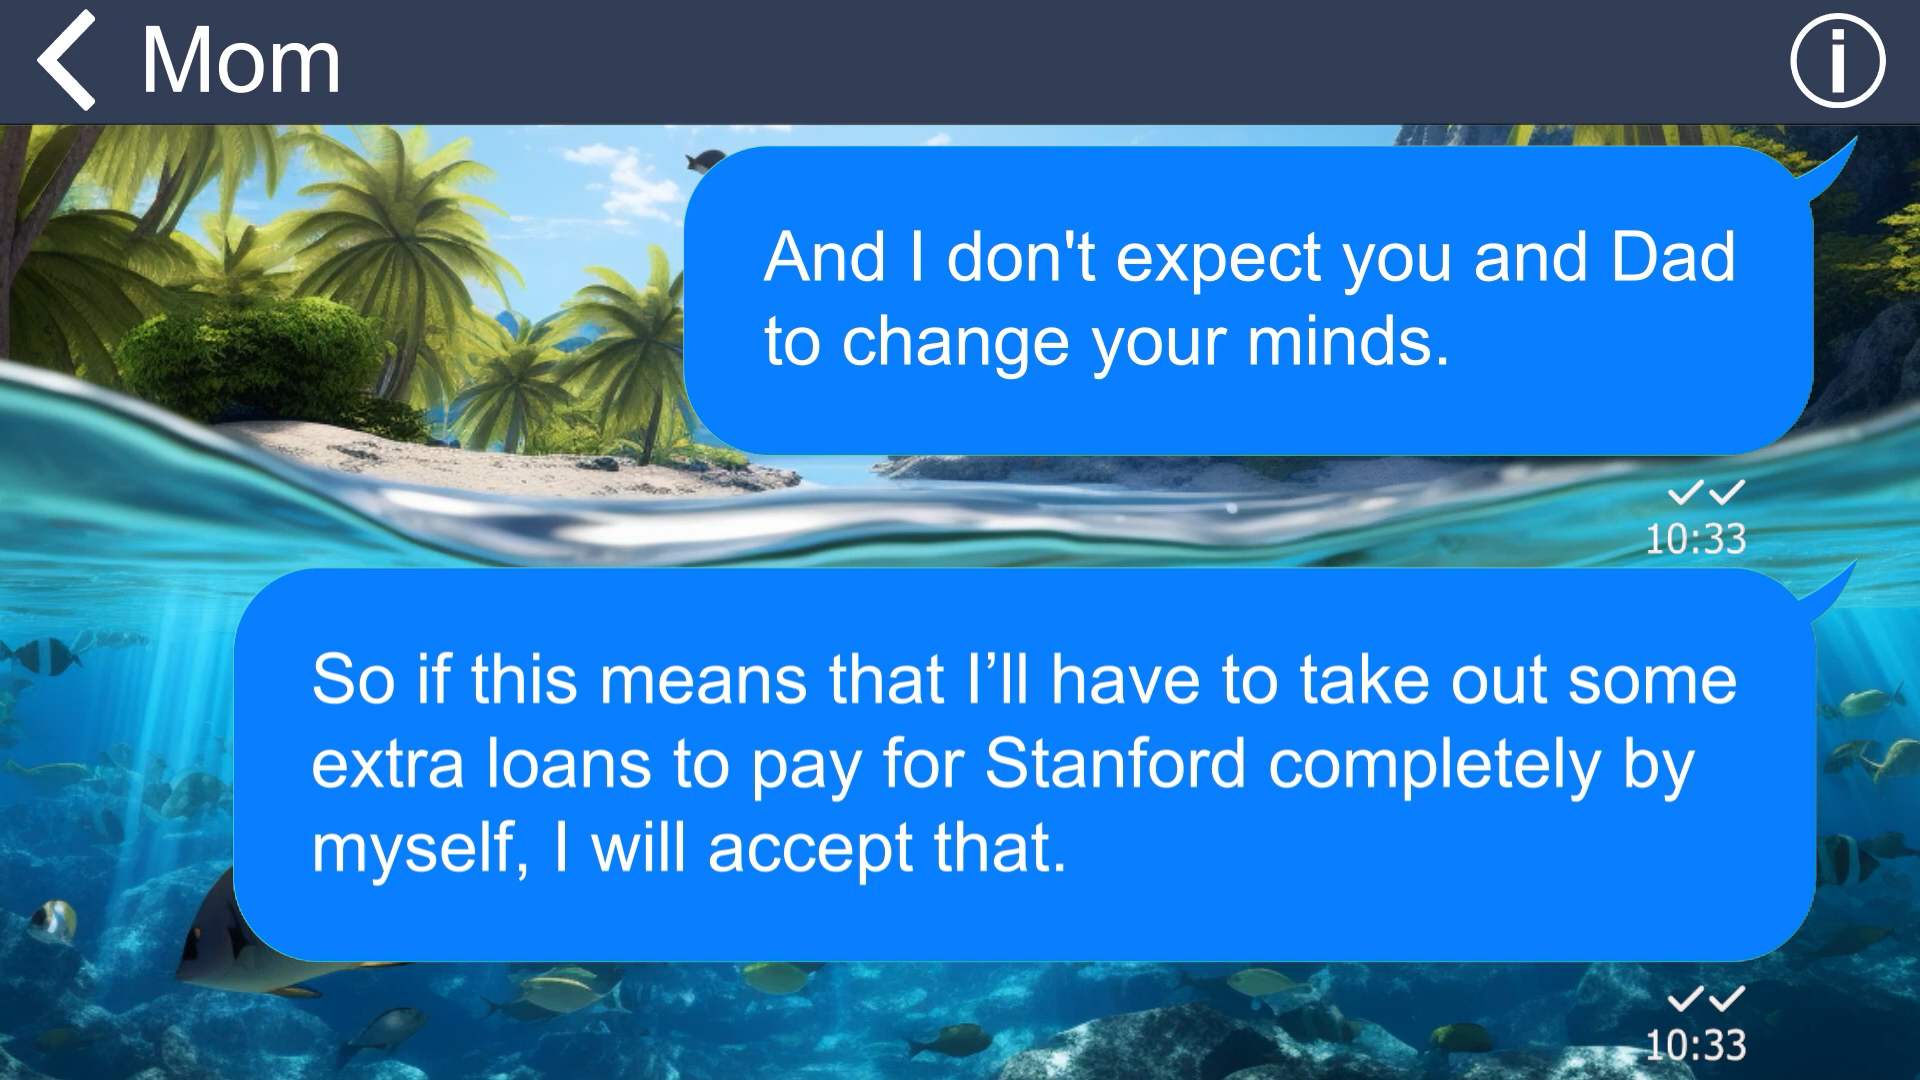 Mom
And I don't expect you and Dad
to change your minds.
10:33
So if this means that I’ll have to take out some
extra loans to pay for Stanford completely by
myself, I will accept that.
10:33